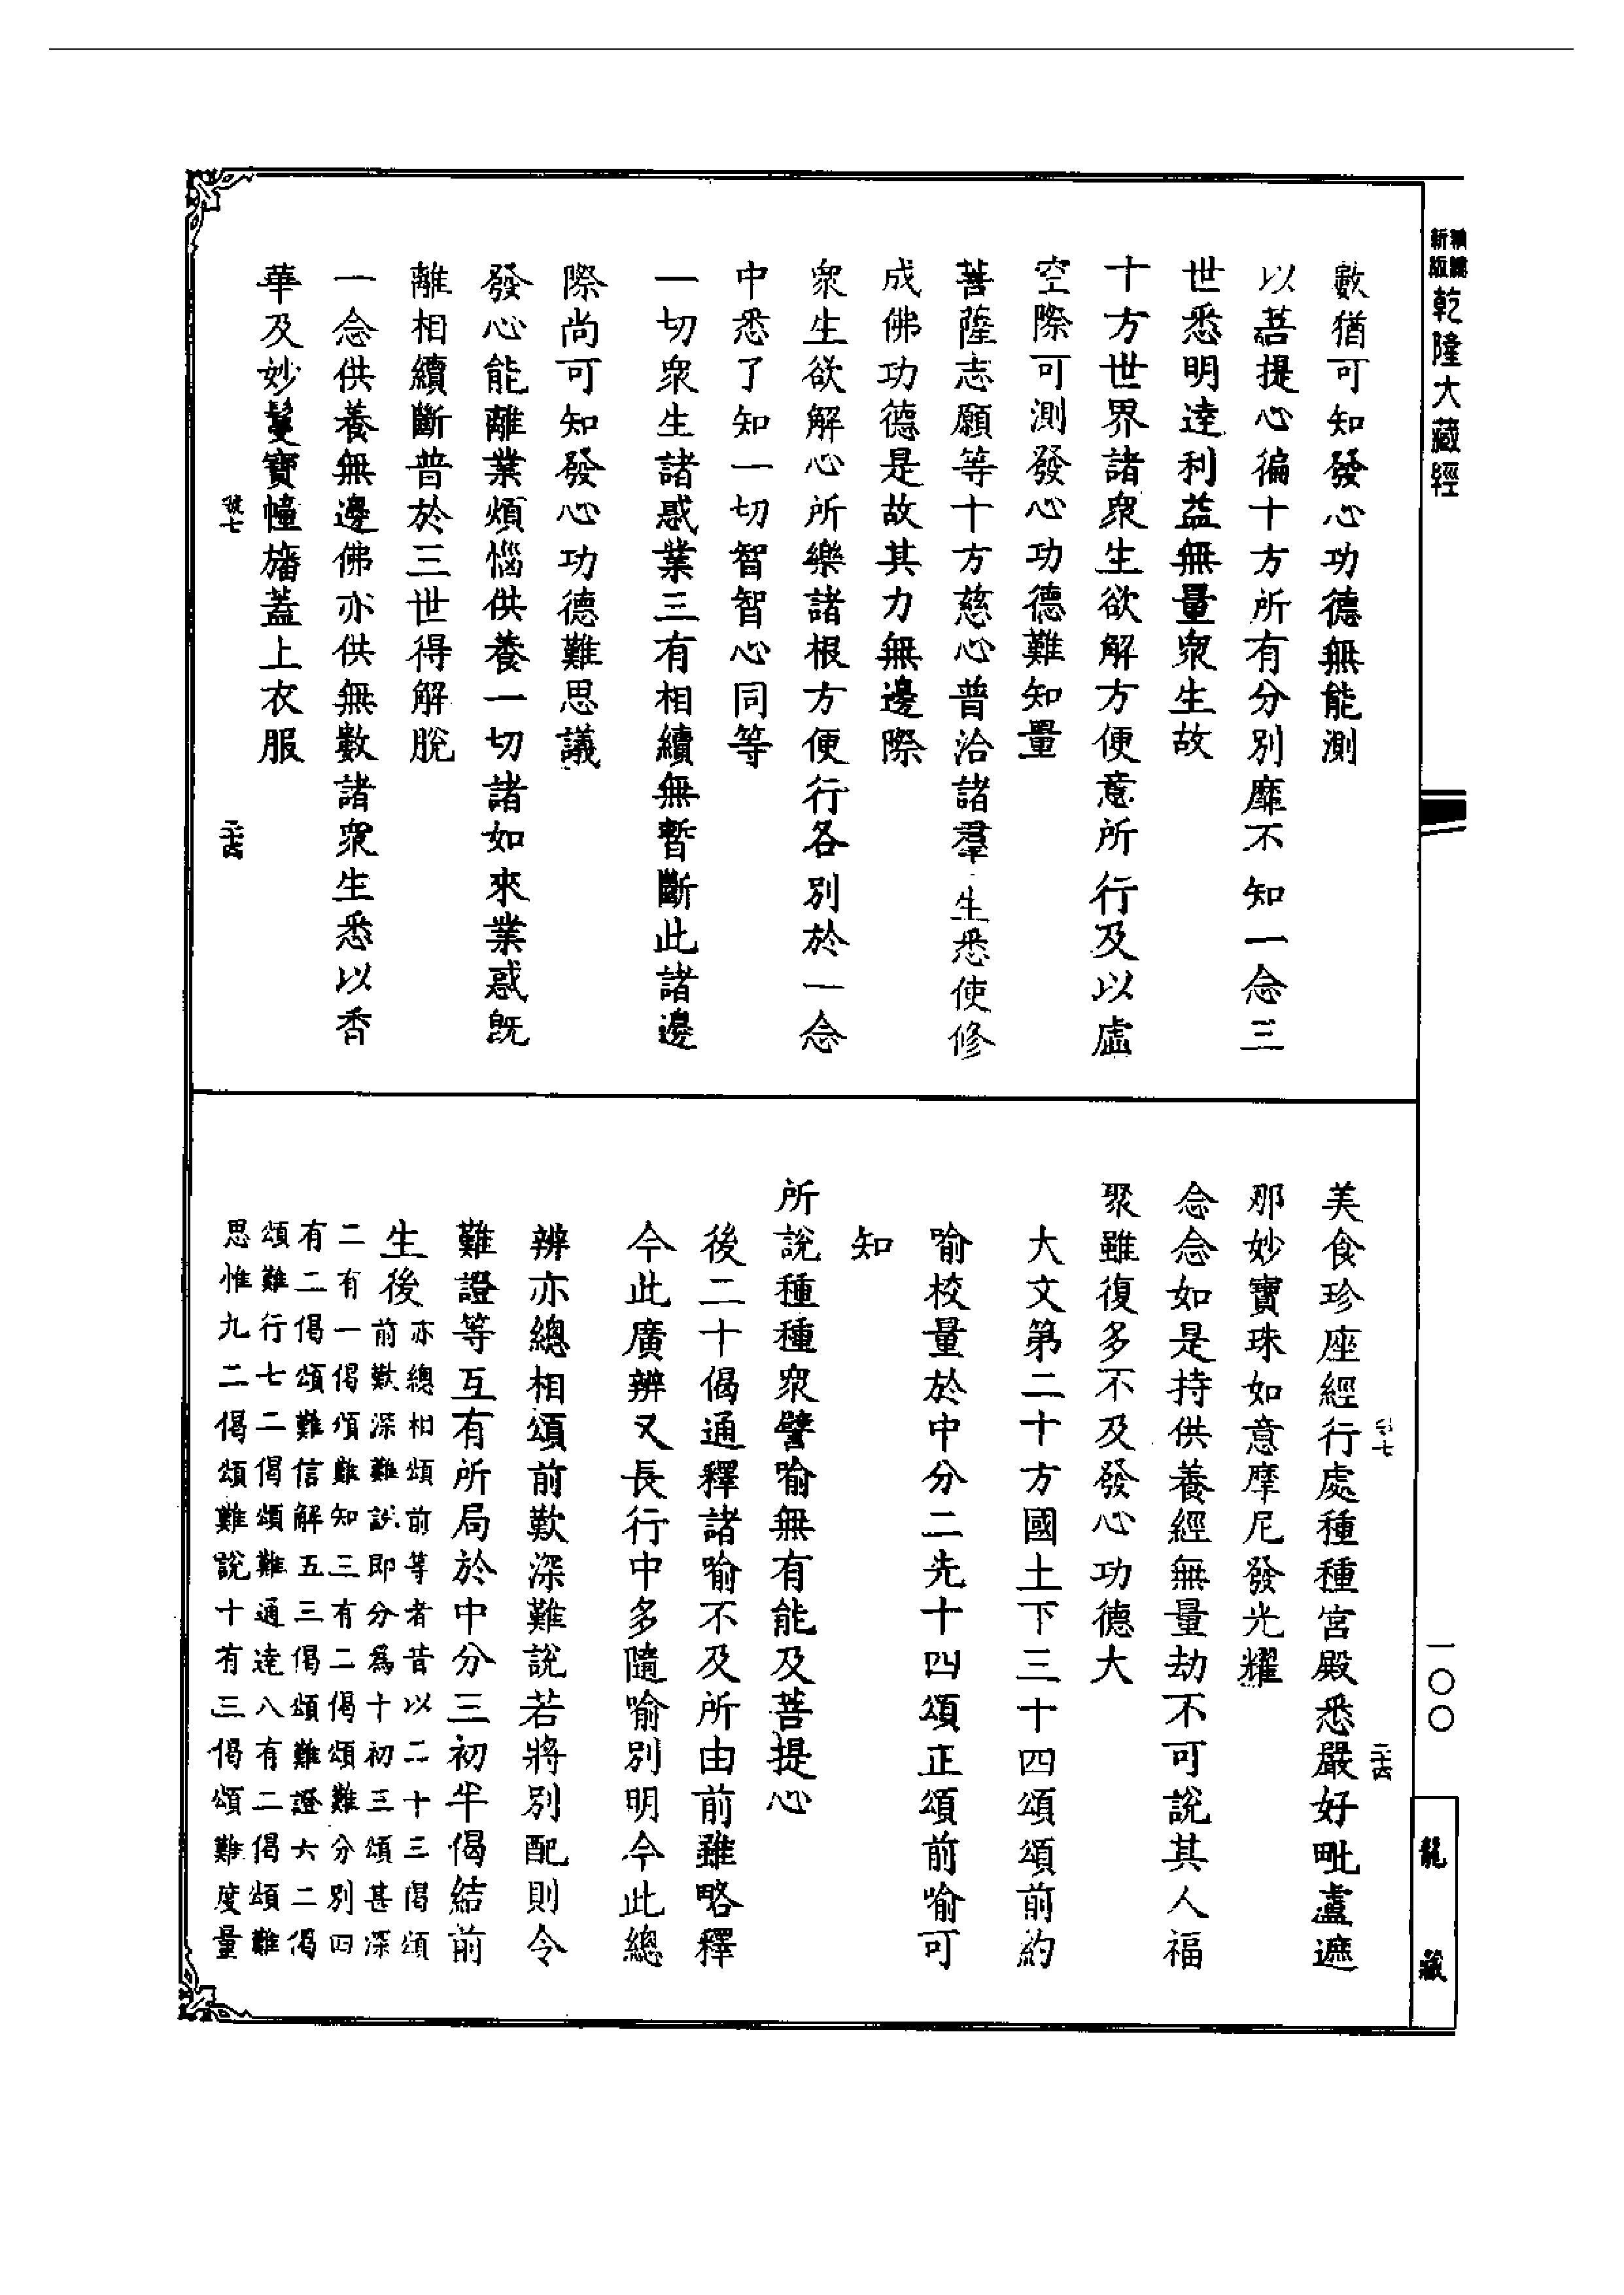 新版
精縮
乾隆大藏經
數猶可知發心功德無能測
以菩提心徧十方所有分別靡不知一念三
世悉明達利益無量衆生故
十方世界諸衆生欲解方便意所行及以虛
空際可測發心功德難知量
菩薩志願等十方慈心普洽諸羣生悉使修
成佛功德是故其力無邊際
衆生欲解心所樂諸根方便行各別於一念
中悉了知一切智智心同等
一切衆生諸惑業三有相續無暫斷此諸邊
際尚可知發心功德難思議
發心能離業煩惱供養一切諸如來業惑既
離相續斷普於三世得解脫
一念供養無邊佛亦供無數諸衆生悉以香
華及妙鬘寶幢旛蓋上衣服
美食珍座經行處種種宮殿悉嚴好毗盧遮
那妙寶珠如意摩尼發光耀
念念如是持供養經無量劫不可說其人福
聚雖復多不及發心功德大
大文第二十方國土下三十四頌頌前約
喻校量於中分二先十四頌正頌前喻可
知
所說種種衆譬喻無有能及菩提心
後二十偈通釋諸喻不及所由前雖略釋
今此廣辨又長行中多隨喻別明今此總
辨亦總相頌前歎深難說若將別配則令
難證等互有所局於中分三初半偈結前
生後
亦總相頌前等者昔以二十三偈頌
前歎深難說即分爲十初三頌甚深
二有一偈頌難知三有二偈頌難分別四
有二偈頌難信解五三偈頌難證六二偈
頌難行七二偈頌難通達八有二偈頌難
思惟九二偈頌難說十有三偈頌難度量
一〇〇
龍藏